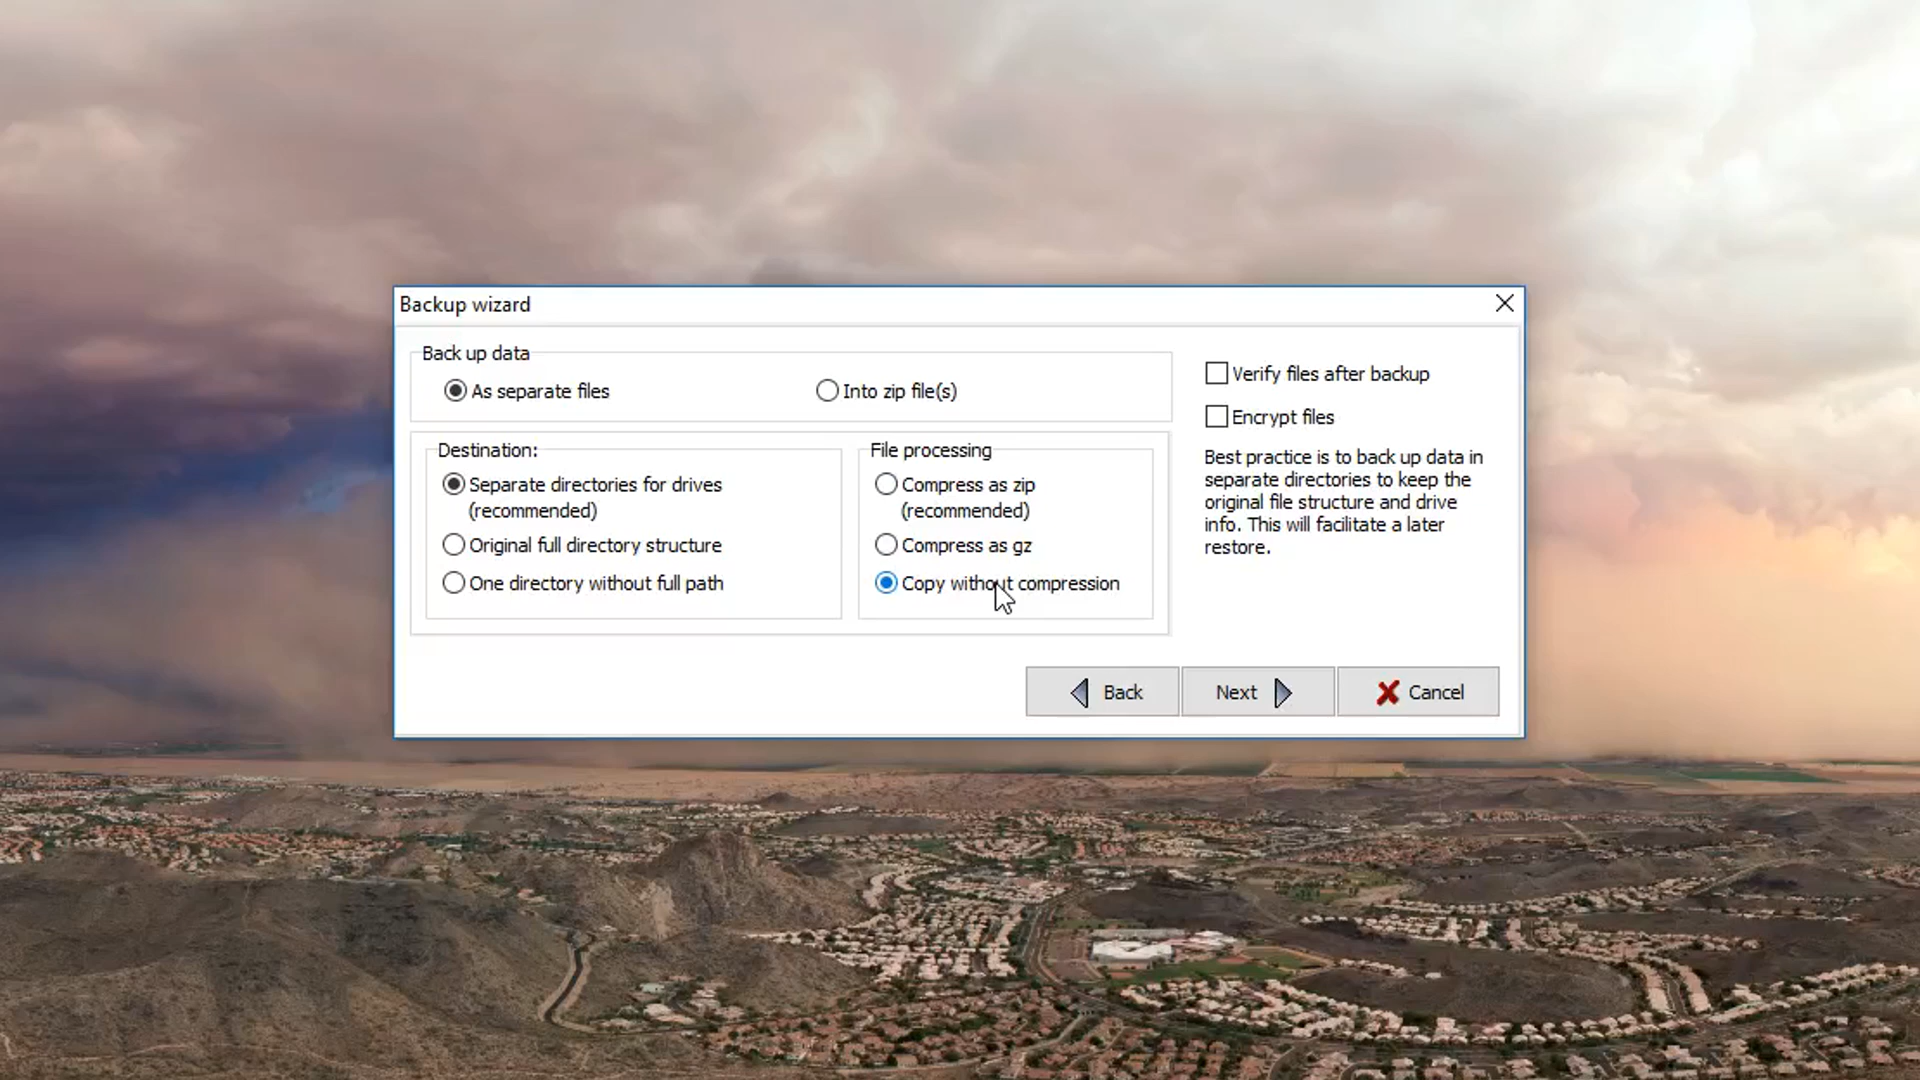 Backup wizard
Back up data
As separate files
Into zip file(s)
Verify files after backup
Encrypt files
Destination:
Separate directories for drives
(recommended)
Original full directory structure
One directory without full path
File processing
Compress as zip
(recommended)
Compress as gz
Copy without compression
Best practice is to back up data in
separate directories to keep the
original file structure and drive
info. This will facilitate a later
restore.
Back
Next
Cancel